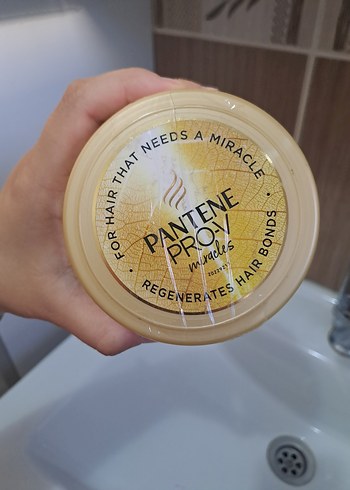 FOR HAIR THAT NEEDS A MIRACLE
PANTENE
PRO-V
miracles
REGENERATES HAIR BONDS